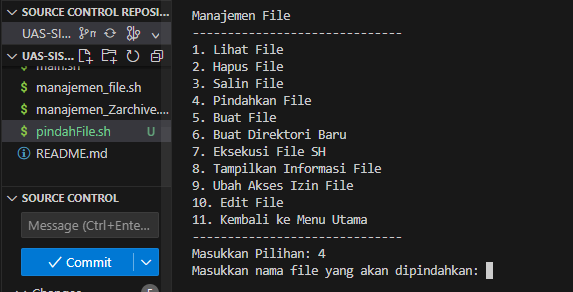 SOURCE CONTROL REPOSI...
UAS-SI...
UAS-SIS...
main.sh
$ manajemen_file.sh
$ manajemen_Zarchive....
$ pindahFile.sh U
README.md
SOURCE CONTROL
Message (Ctrl+Ente...
Commit
Changes 5
Manajemen File
------------------------------
1. Lihat File
2. Hapus File
3. Salin File
4. Pindahkan File
5. Buat File
6. Buat Direktori Baru
7. Eksekusi File SH
8. Tampilkan Informasi File
9. Ubah Akses Izin File
10. Edit File
11. Kembali ke Menu Utama
------------------------------
Masukkan Pilihan: 4
Masukkan nama file yang akan dipindahkan: